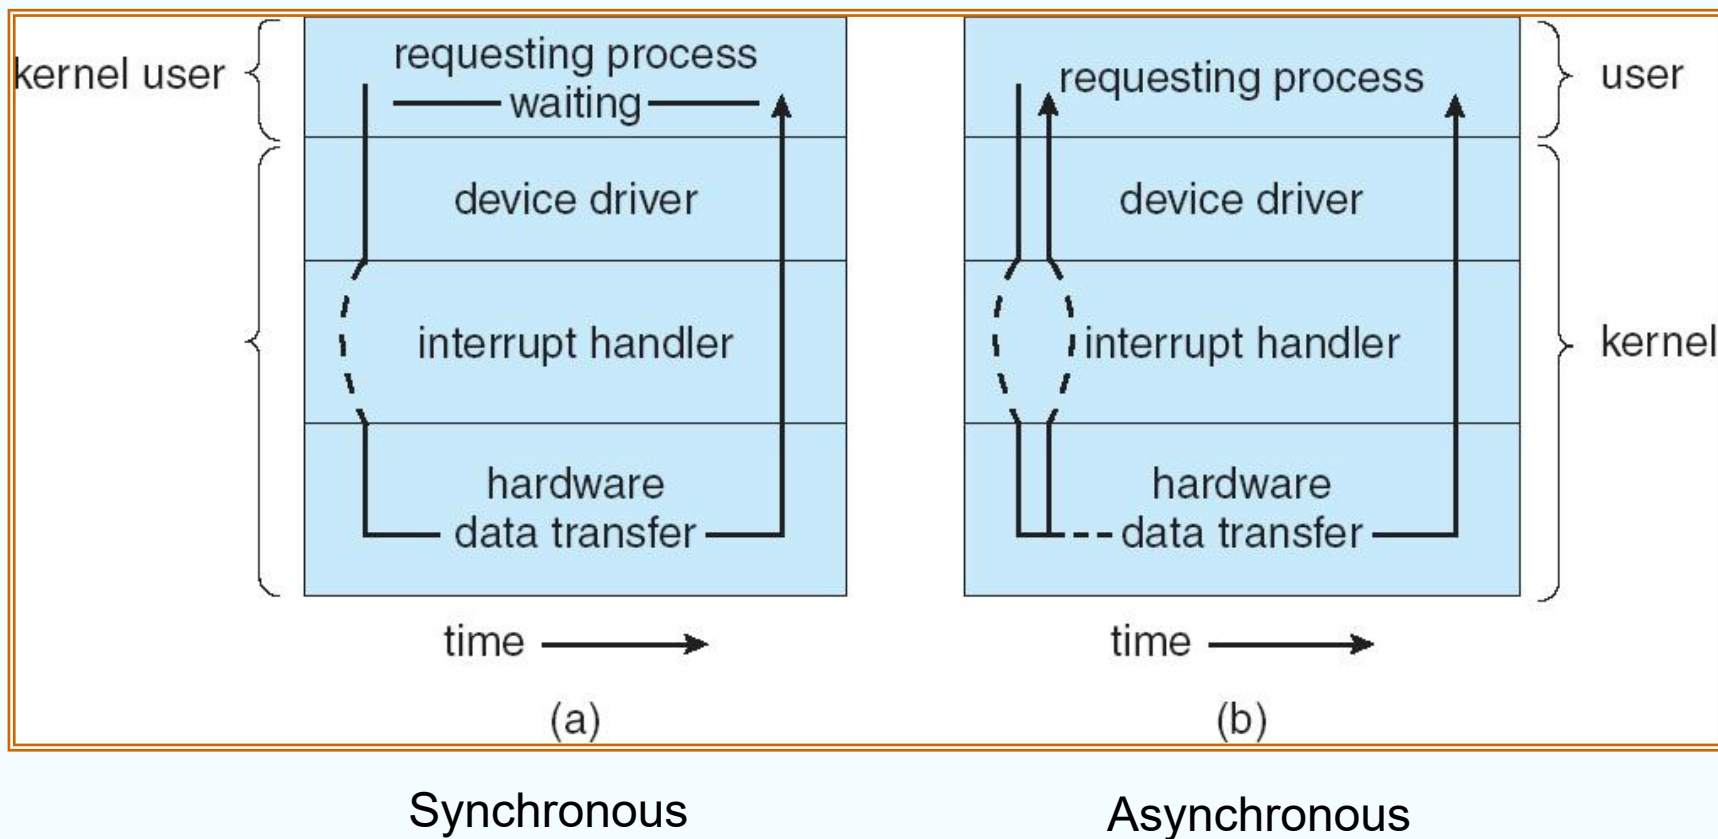 kernel user
requesting process
waiting
device driver
interrupt handler
hardware
data transfer
time
(a)
Synchronous
requesting process
user
device driver
interrupt handler
kernel
hardware
data transfer
time
(b)
Asynchronous